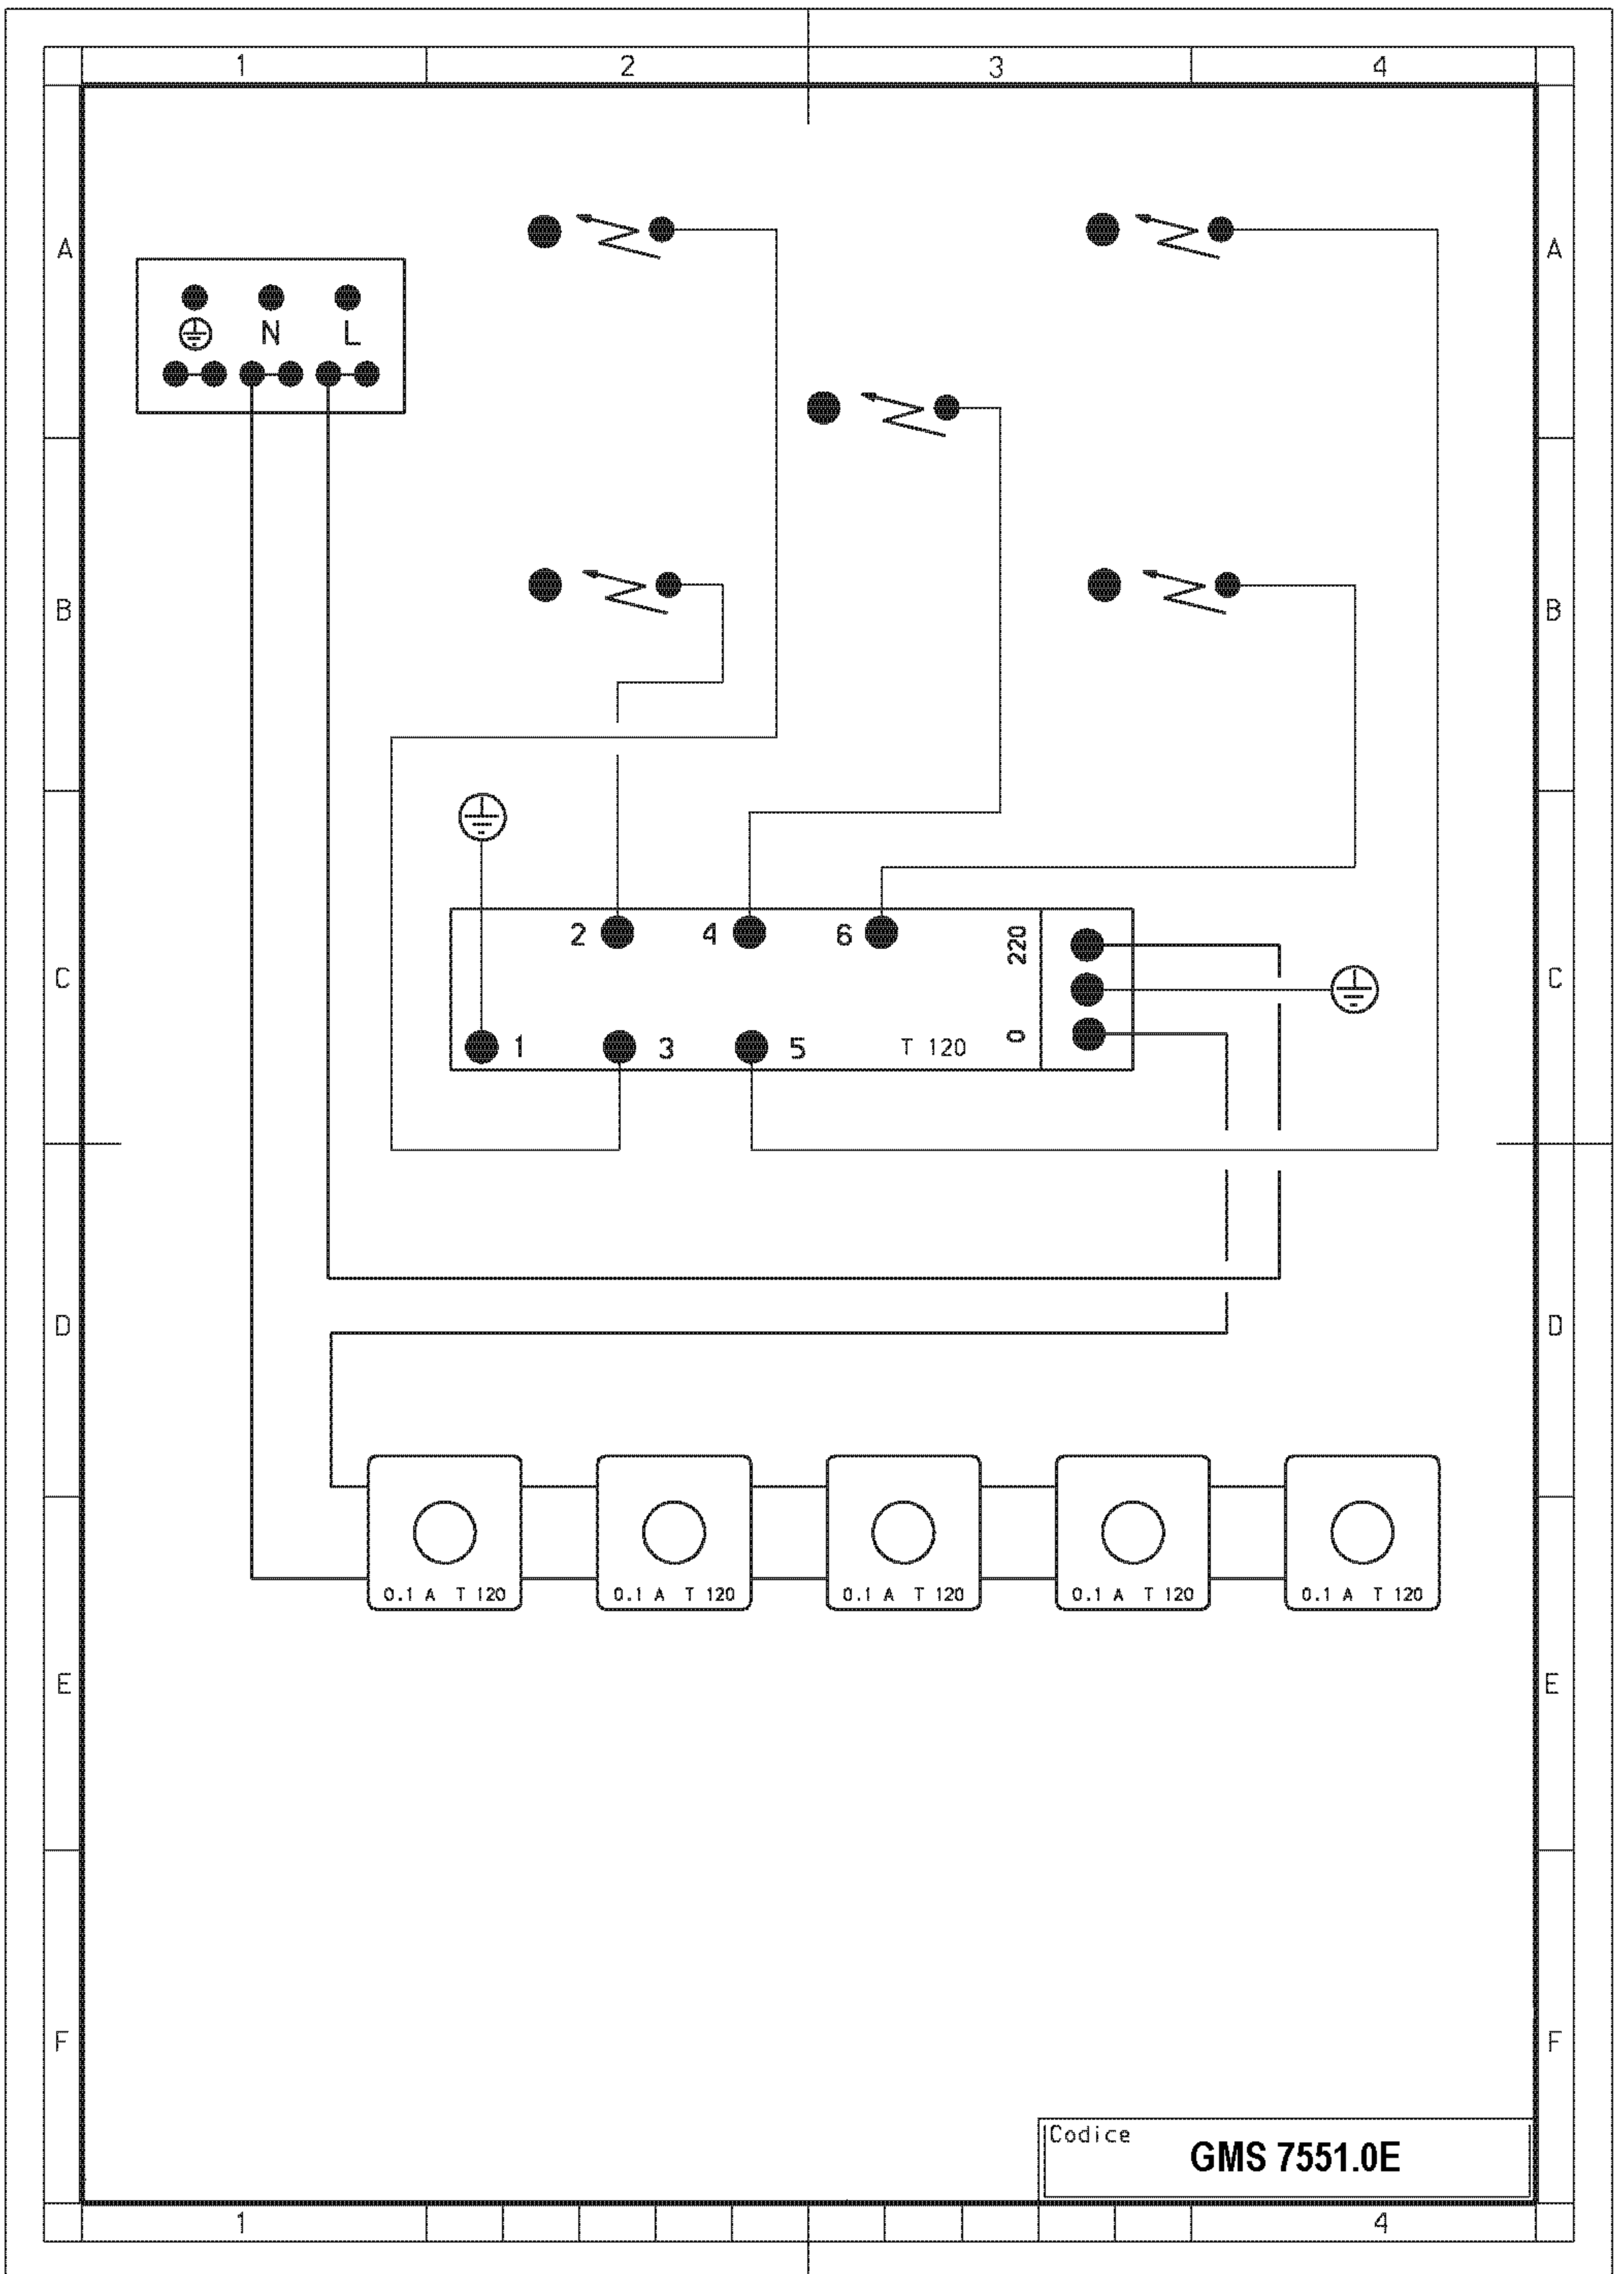 1 2 3 4
A A
N L
B B
2 4 6 220
C C
1 3 5 T 120 0
D D
0.1 A T 120 0.1 A T 120 0.1 A T 120 0.1 A T 120 0.1 A T 120
E E
F F
Codice
GMS 7551.0E
1 4